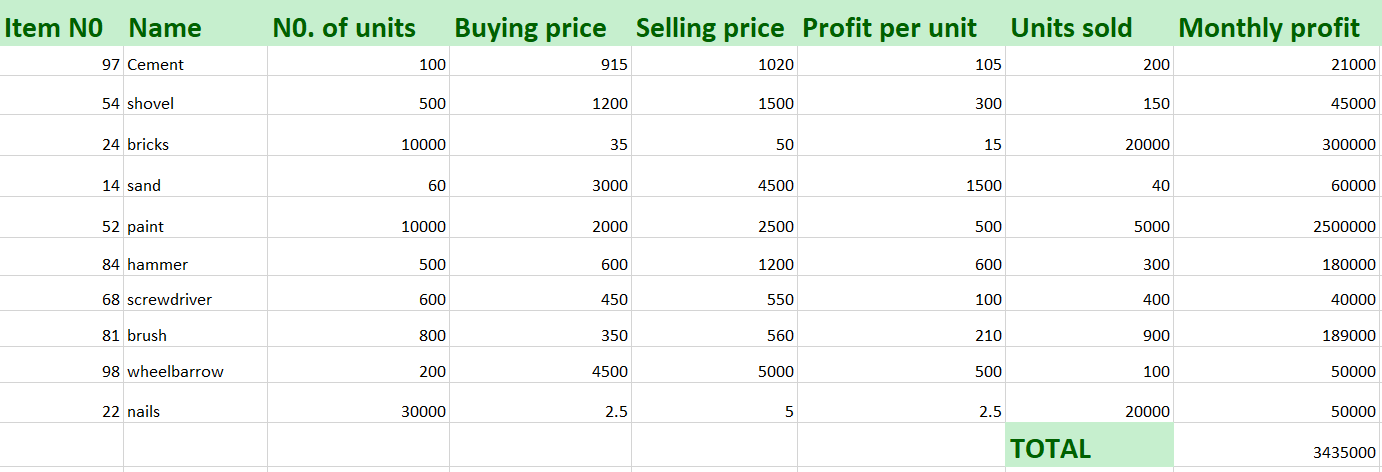 Item N0 Name N0. of units Buying price Selling price Profit per unit Units sold Monthly profit
97 Cement 100 915 1020 105 200 21000
54 shovel 500 1200 1500 300 150 45000
24 bricks 10000 35 50 15 20000 300000
14 sand 60 3000 4500 1500 40 60000
52 paint 10000 2000 2500 500 5000 2500000
84 hammer 500 600 1200 600 300 180000
68 screwdriver 600 450 550 100 400 40000
81 brush 800 350 560 210 900 189000
98 wheelbarrow 200 4500 5000 500 100 50000
22 nails 30000 2.5 5 2.5 20000 50000
TOTAL 3435000